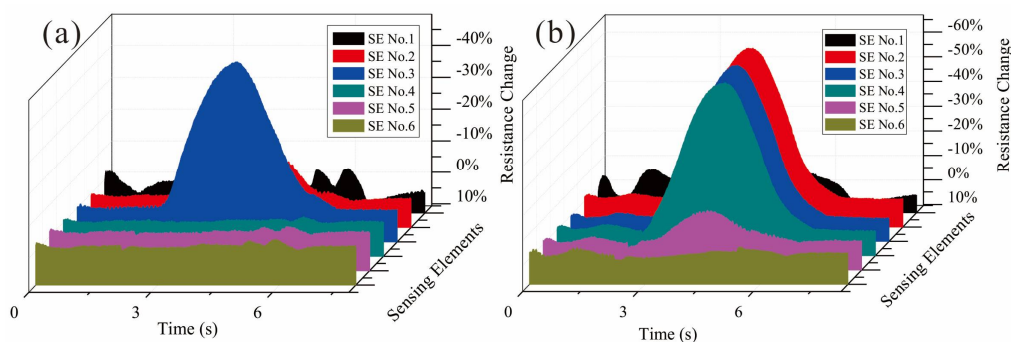 (a)
SE No.1
SE No.2
SE No.3
SE No.4
SE No.5
SE No.6
-40%
-30%
-20%
-10%
0%
10%
Resistance Change
Sensing Elements
0
3
6
Time (s)
(b)
SE No.1
SE No.2
SE No.3
SE No.4
SE No.5
SE No.6
-60%
-50%
-40%
-30%
-20%
-10%
0%
10%
Resistance Change
Sensing Elements
0
3
6
Time (s)